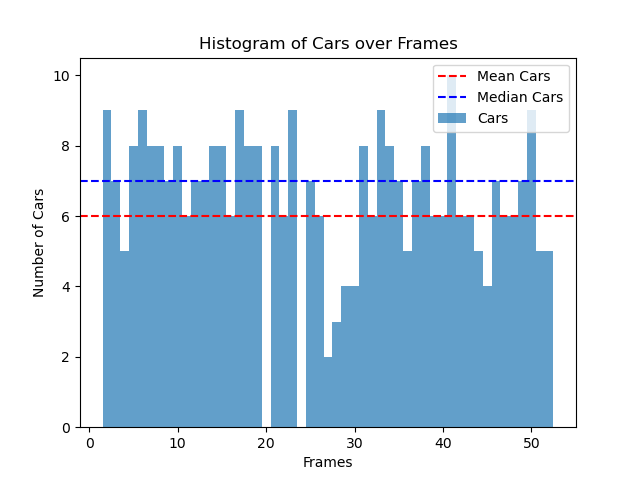 Histogram of Cars over Frames
Mean Cars
Median Cars
Cars
Number of Cars
10
8
6
4
2
0
0 10 20 30 40 50
Frames